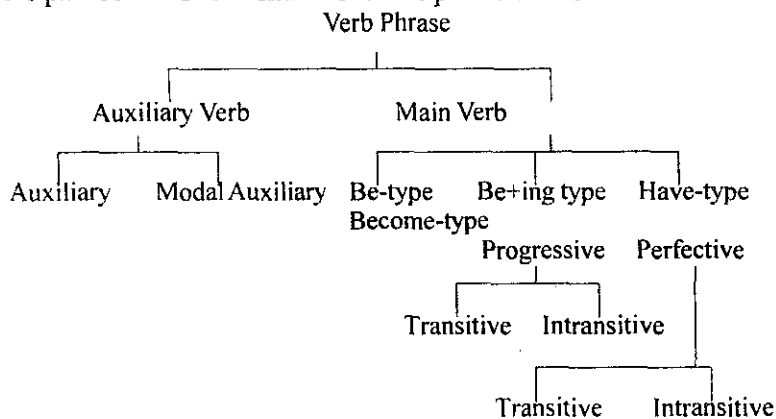 Verb Phrase
Auxiliary Verb Main Verb
Auxiliary Modal Auxiliary Be-type Be+ing type Have-type
Become-type
Progressive Perfective
Transitive Intransitive
Transitive Intransitive